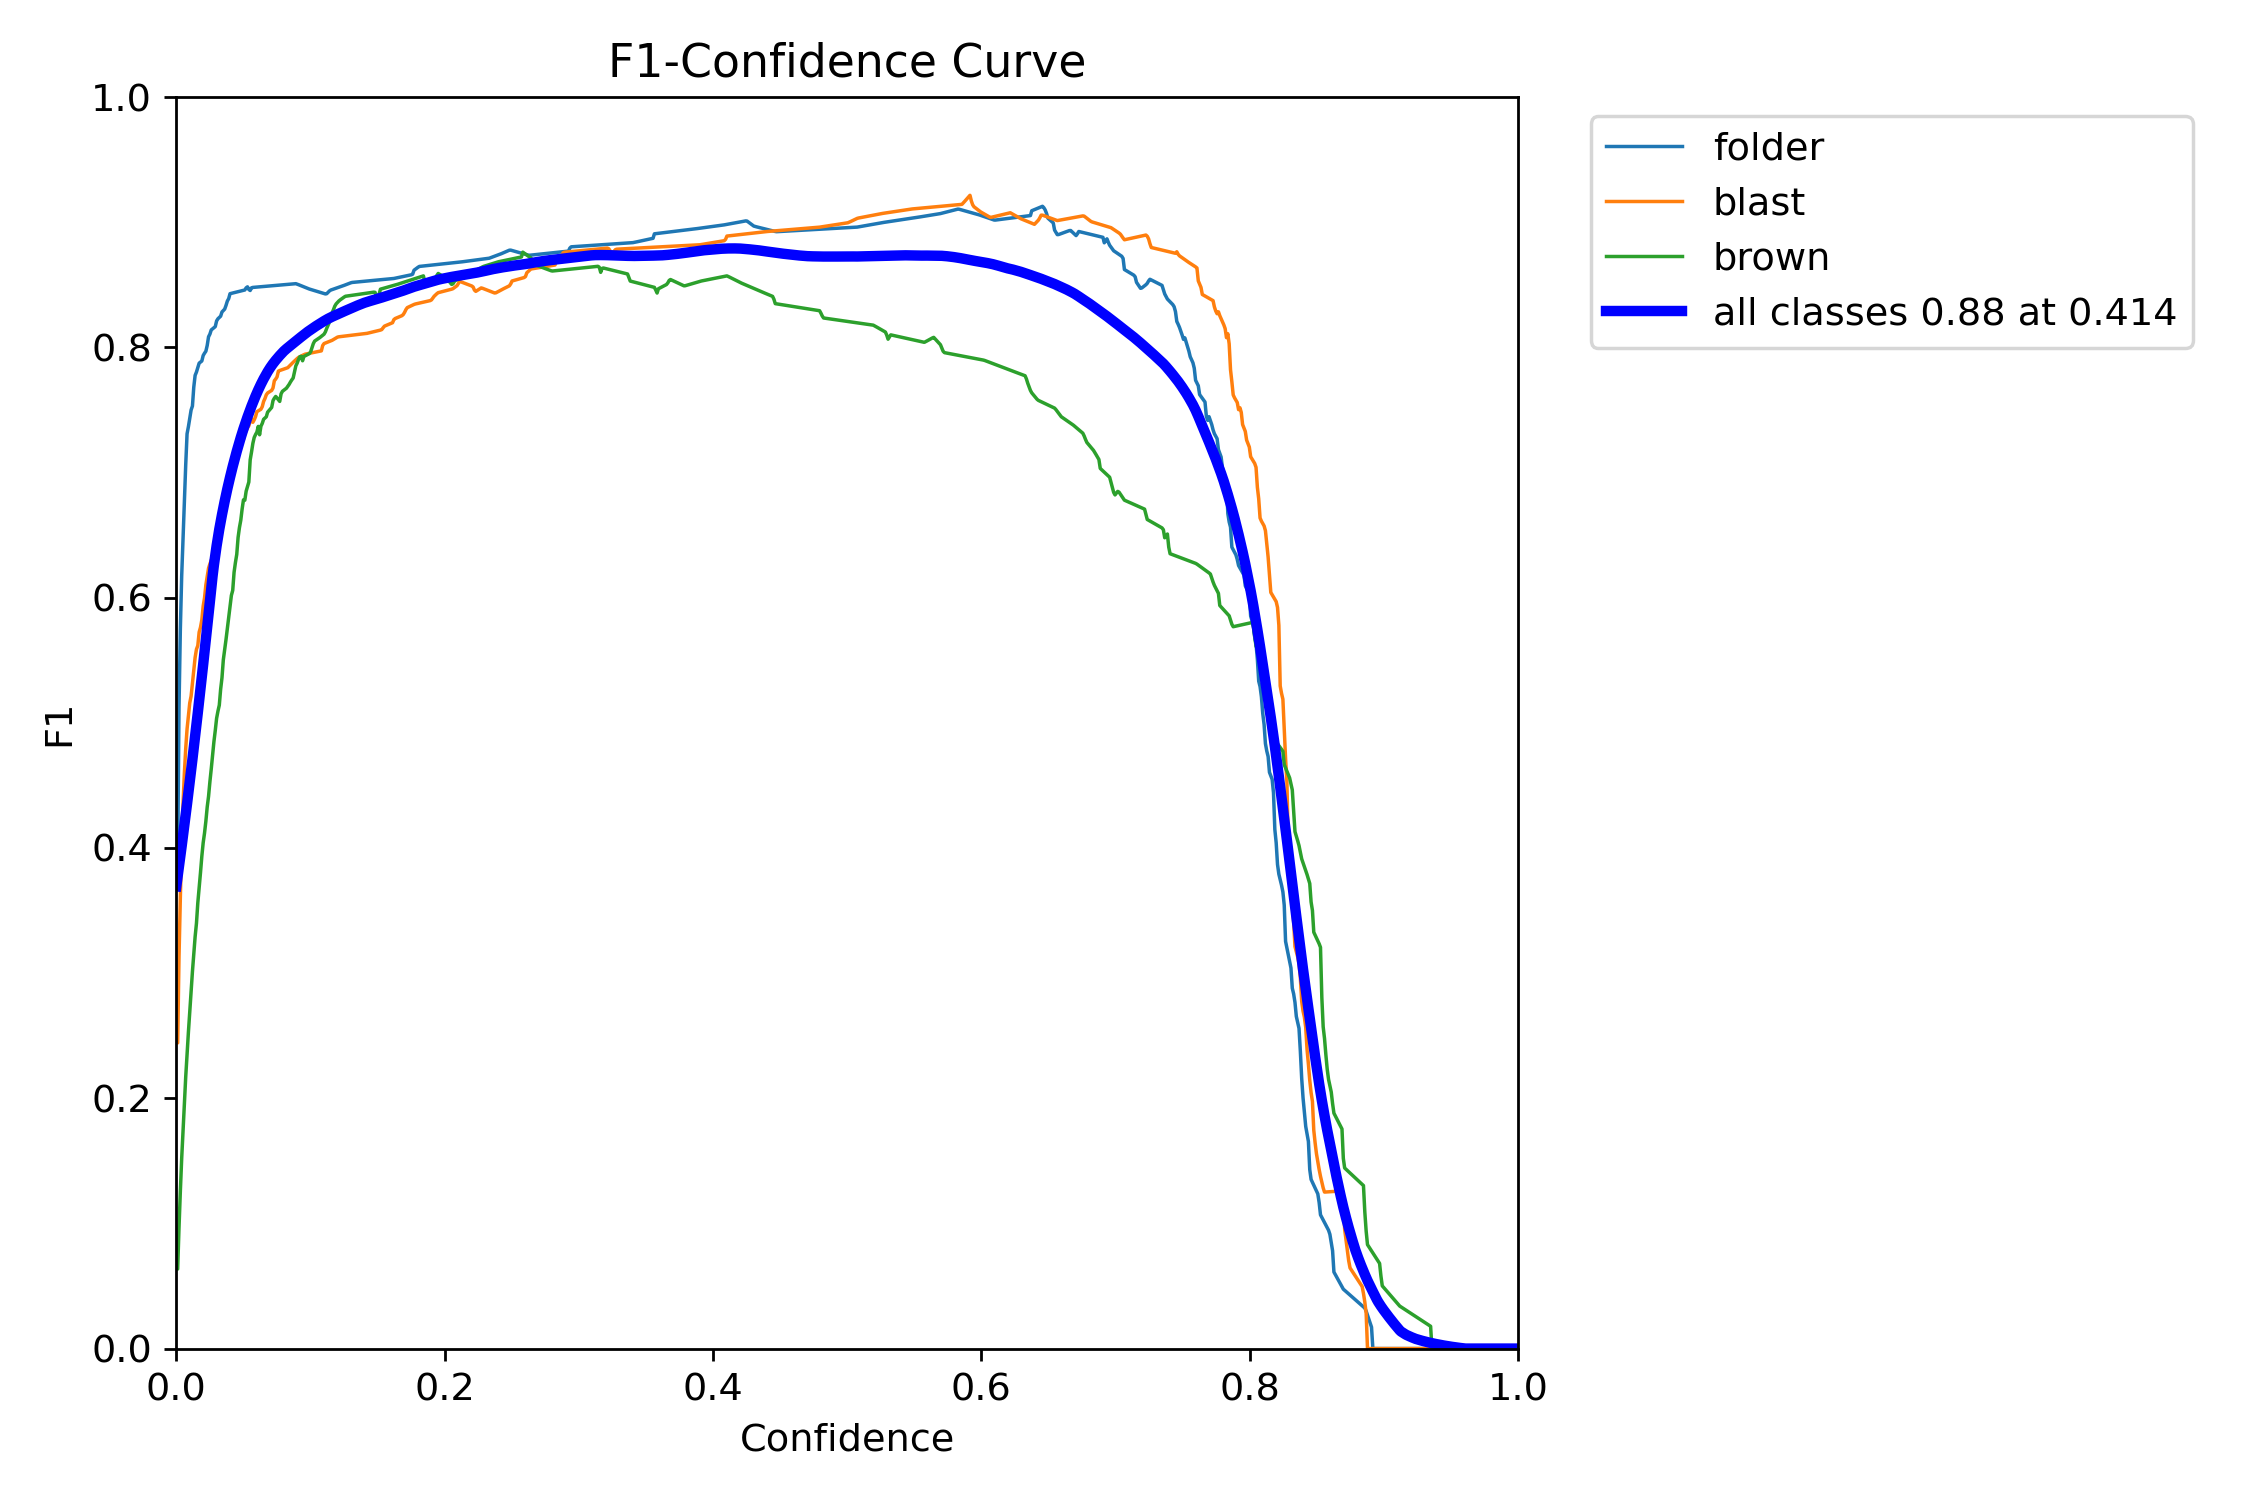 F1-Confidence Curve
1.0
0.8
0.6
0.4
0.2
0.0
F1
0.0 0.2 0.4 0.6 0.8 1.0
Confidence
folder
blast
brown
all classes 0.88 at 0.414